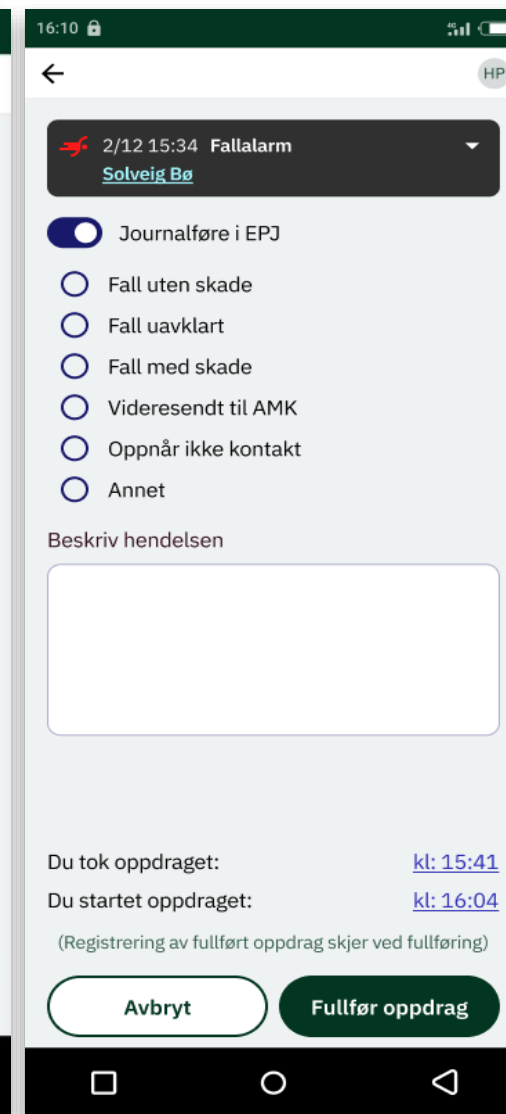 16:10
4G
HP
2/12 15:34 Fallalarm
Solveig Bø
Journalføre i EPJ
Fall uten skade
Fall uavklart
Fall med skade
Videresendt til AMK
Oppnår ikke kontakt
Annet
Beskriv hendelsen
Du tok oppdraget: kl: 15:41
Du startet oppdraget: kl: 16:04
(Registrering av fullført oppdrag skjer ved fullføring)
Avbryt Fullfør oppdrag